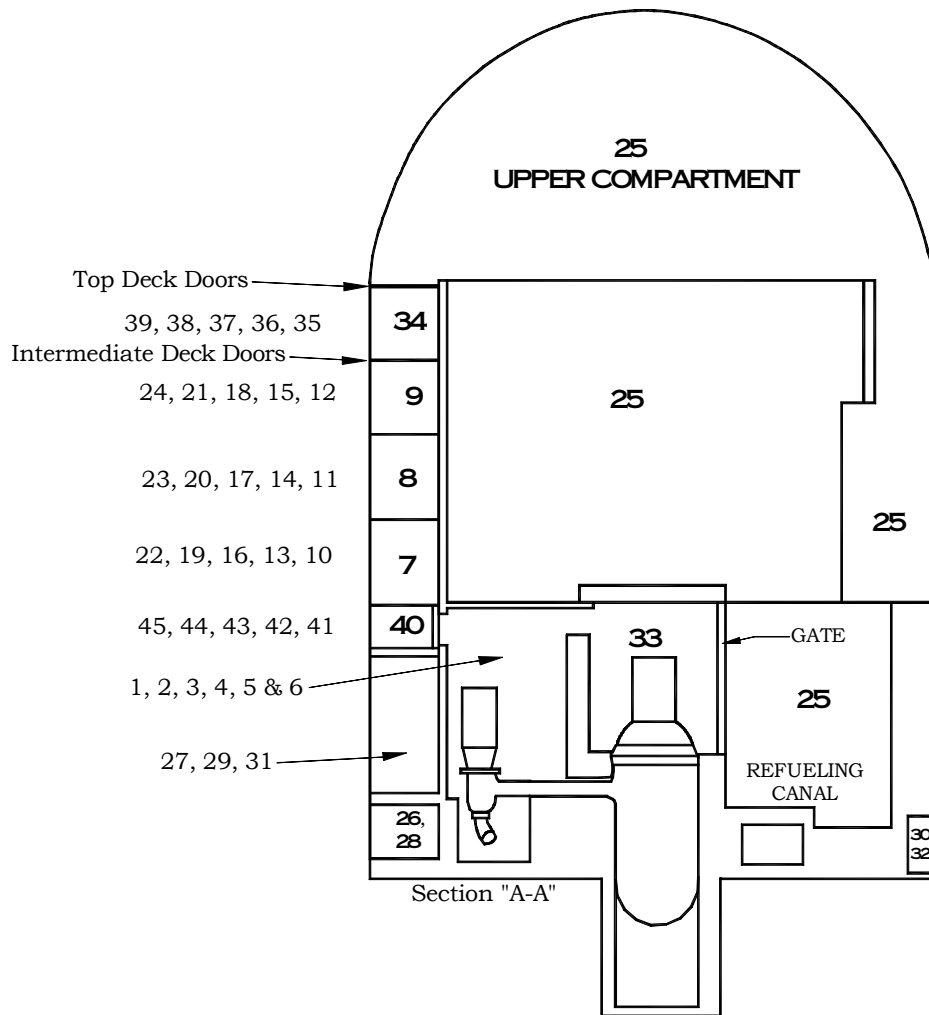 25
UPPER COMPARTMENT
Top Deck Doors
39, 38, 37, 36, 35
34
Intermediate Deck Doors
24, 21, 18, 15, 12
9
25
23, 20, 17, 14, 11
8
25
22, 19, 16, 13, 10
7
45, 44, 43, 42, 41
40
33
GATE
1, 2, 3, 4, 5 & 6
25
27, 29, 31
REFUELING
CANAL
26,
28
30
32
Section "A-A"